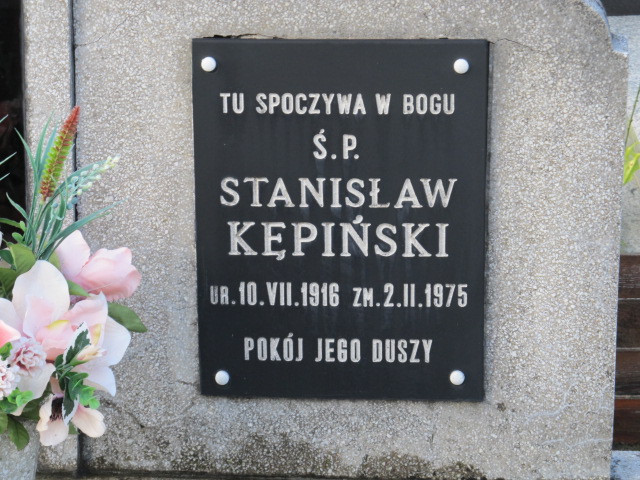 TU SPOCZYWA W BOGU
Ś.P.
STANISŁAW
KĘPIŃSKI
UR.10.VII.1916 ZM.2.II.1975
POKÓJ JEGO DUSZY